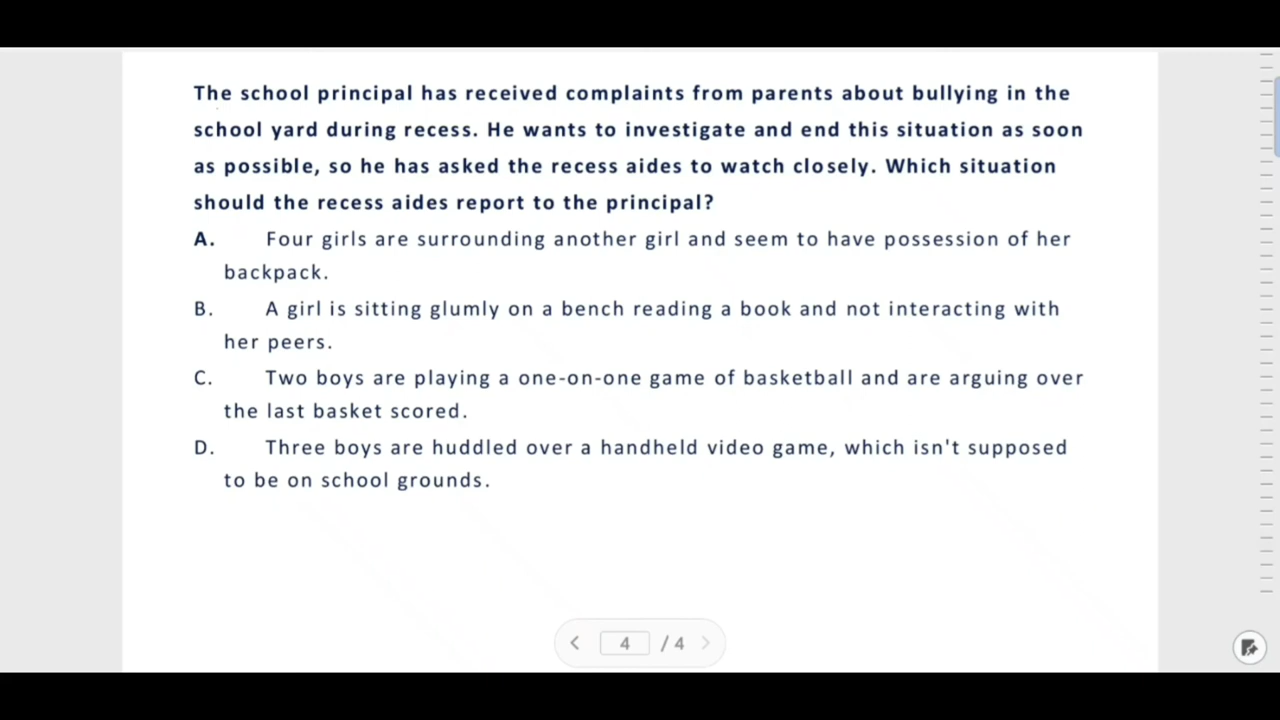 The school principal has received complaints from parents about bullying in the
school yard during recess. He wants to investigate and end this situation as soon
as possible, so he has asked the recess aides to watch closely. Which situation
should the recess aides report to the principal?
A. Four girls are surrounding another girl and seem to have possession of her
backpack.
B. A girl is sitting glumly on a bench reading a book and not interacting with
her peers.
C. Two boys are playing a one-on-one game of basketball and are arguing over
the last basket scored.
D. Three boys are huddled over a handheld video game, which isn't supposed
to be on school grounds.
4 / 4